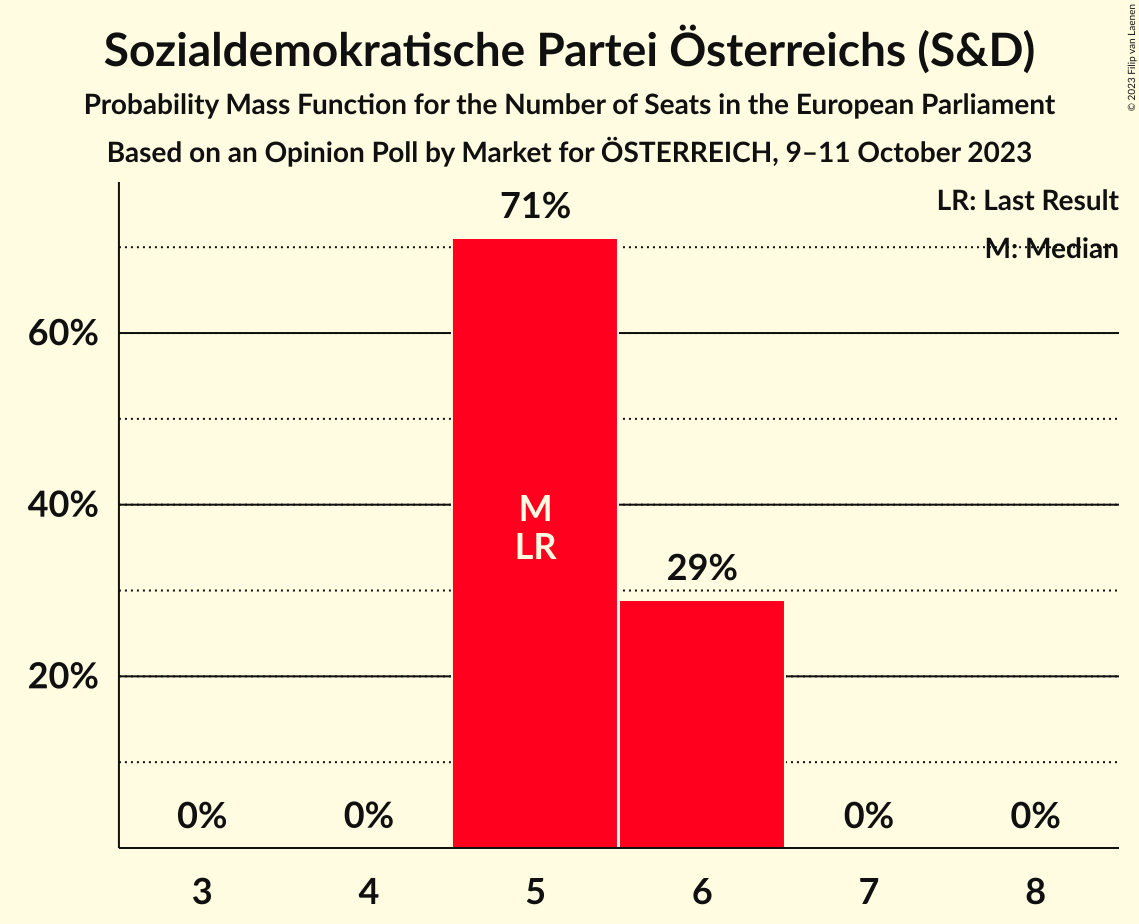 Sozialdemokratische Partei Österreichs (S&D)
Probability Mass Function for the Number of Seats in the European Parliament
Based on an Opinion Poll by Market for ÖSTERREICH, 9–11 October 2023
© 2023 Filip van Laenen
LR: Last Result
M: Median
71%
60%
40%
20%
M
LR
29%
0%
0%
0%
0%
3
4
5
6
7
8